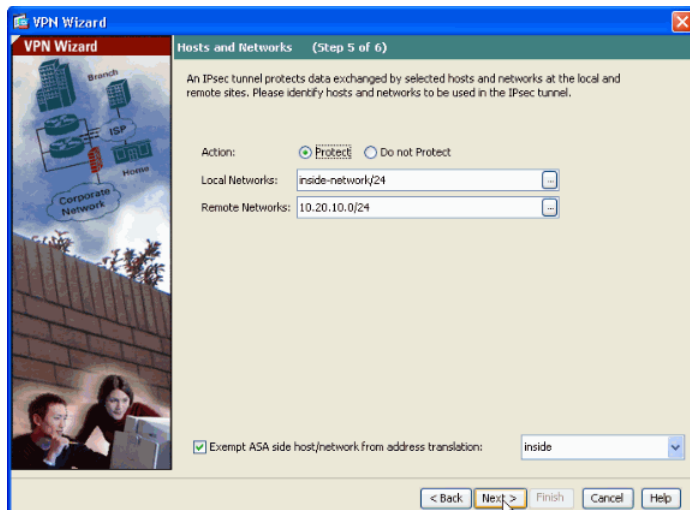 VPN Wizard
VPN Wizard
Branch
ISP
Home
Corporate
Network
Hosts and Networks (Step 5 of 6)
An IPsec tunnel protects data exchanged by selected hosts and networks at the local and
remote sites. Please identify hosts and networks to be used in the IPsec tunnel.
Action: Protect Do not Protect
Local Networks: inside-network/24 ...
Remote Networks: 10.20.10.0/24 ...
Exempt ASA side host/network from address translation: inside
< Back Next > Finish Cancel Help